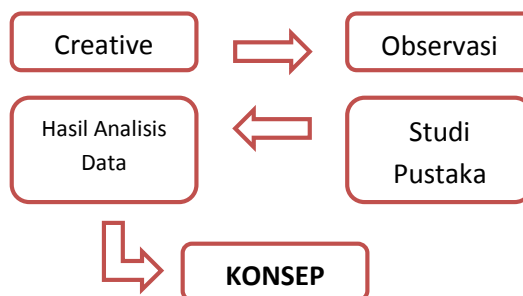 Creative
Observasi
Hasil Analisis
Data
Studi
Pustaka
KONSEP